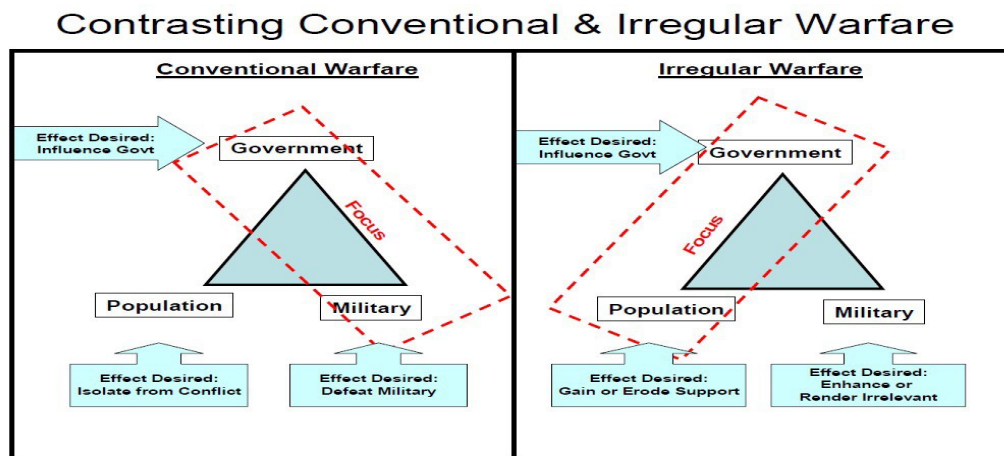 Contrasting Conventional & Irregular Warfare
Conventional Warfare
Effect Desired:
Influence Govt
Government
Focus
Population
Military
Effect Desired:
Isolate from Conflict
Effect Desired:
Defeat Military
Irregular Warfare
Effect Desired:
Influence Govt
Government
Focus
Population
Military
Effect Desired:
Gain or Erode Support
Effect Desired:
Enhance or
Render Irrelevant